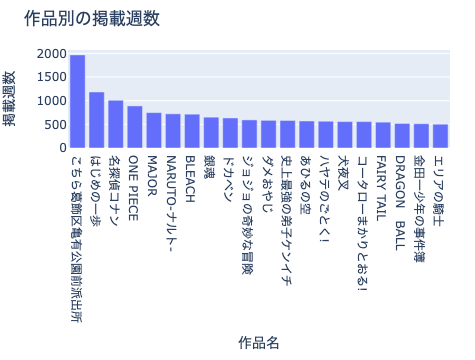 作品別の掲載週数
掲載週数
2000
1500
1000
500
0
こちら葛飾区亀有公園前派出所
はじめの一歩
名探偵コナン
ONE PIECE
MAJOR
NARUTO-ナルト-
BLEACH
銀魂
ドカベン
ジョジョの奇妙な冒険
ダメおやじ
史上最強の弟子ケンイチ
あひるの空
ハヤテのごとく!
犬夜叉
コータローまかりとおる!
FAIRY TAIL
DRAGON　BALL
金田一少年の事件簿
エリアの騎士
作品名